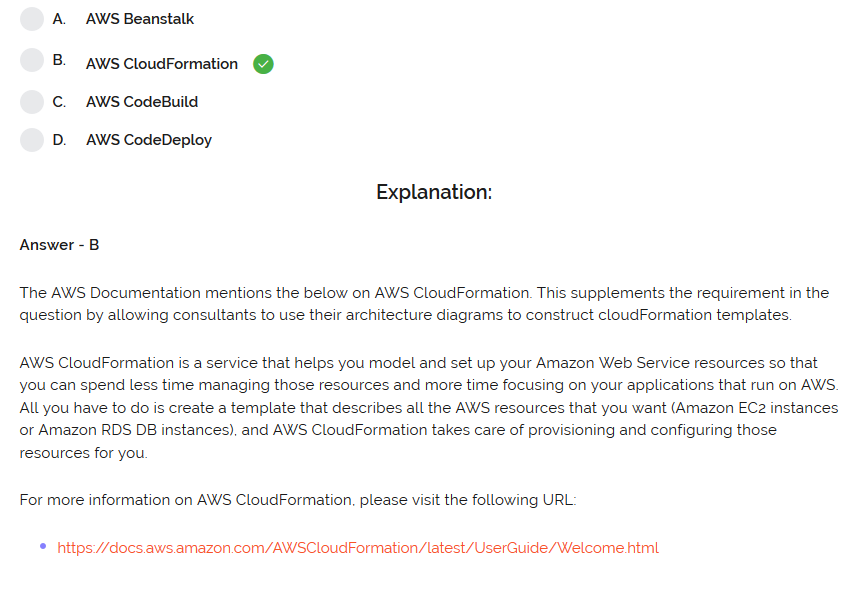 A. AWS Beanstalk
B. AWS CloudFormation
C. AWS CodeBuild
D. AWS CodeDeploy
Explanation:
Answer - B
The AWS Documentation mentions the below on AWS CloudFormation. This supplements the requirement in the
question by allowing consultants to use their architecture diagrams to construct cloudFormation templates.
AWS CloudFormation is a service that helps you model and set up your Amazon Web Service resources so that
you can spend less time managing those resources and more time focusing on your applications that run on AWS.
All you have to do is create a template that describes all the AWS resources that you want (Amazon EC2 instances
or Amazon RDS DB instances), and AWS CloudFormation takes care of provisioning and configuring those
resources for you.
For more information on AWS CloudFormation, please visit the following URL:
https://docs.aws.amazon.com/AWSCloudFormation/latest/UserGuide/Welcome.html